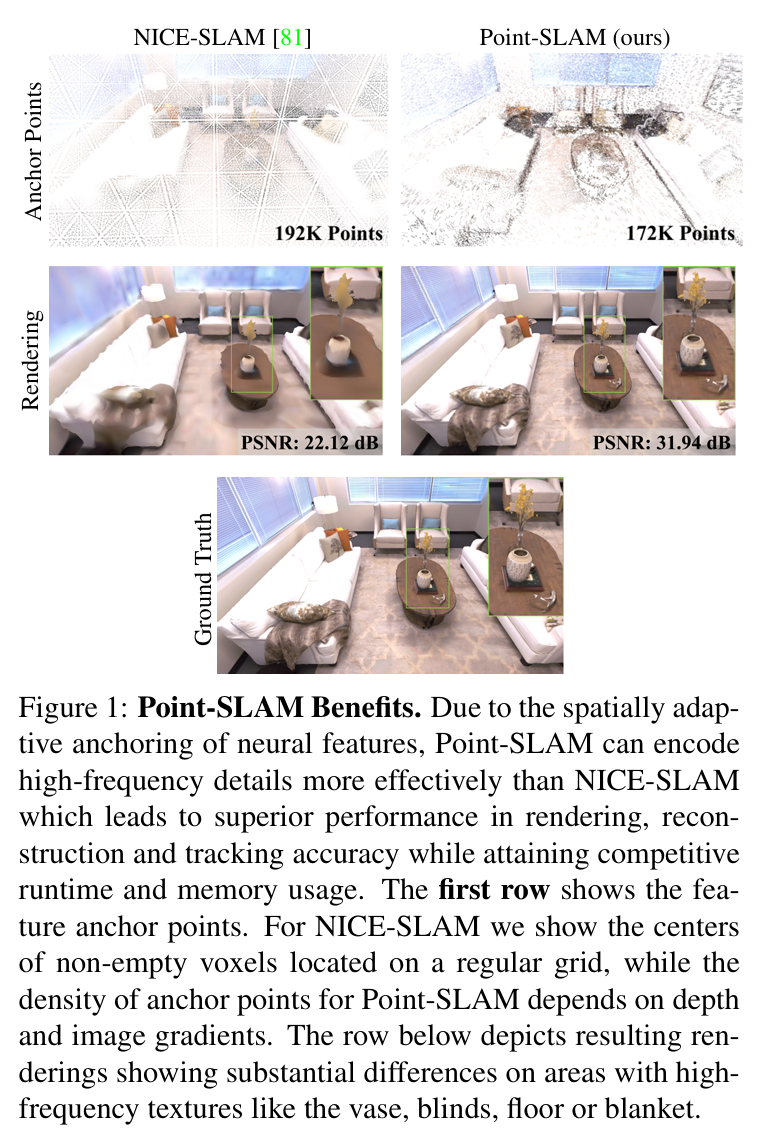 NICE-SLAM [81]
Point-SLAM (ours)
Anchor Points
192K Points
172K Points
Rendering
PSNR: 22.12 dB
PSNR: 31.94 dB
Ground Truth
Figure 1: Point-SLAM Benefits. Due to the spatially adap-
tive anchoring of neural features, Point-SLAM can encode
high-frequency details more effectively than NICE-SLAM
which leads to superior performance in rendering, recon-
struction and tracking accuracy while attaining competitive
runtime and memory usage. The first row shows the fea-
ture anchor points. For NICE-SLAM we show the centers
of non-empty voxels located on a regular grid, while the
density of anchor points for Point-SLAM depends on depth
and image gradients. The row below depicts resulting ren-
derings showing substantial differences on areas with high-
frequency textures like the vase, blinds, floor or blanket.